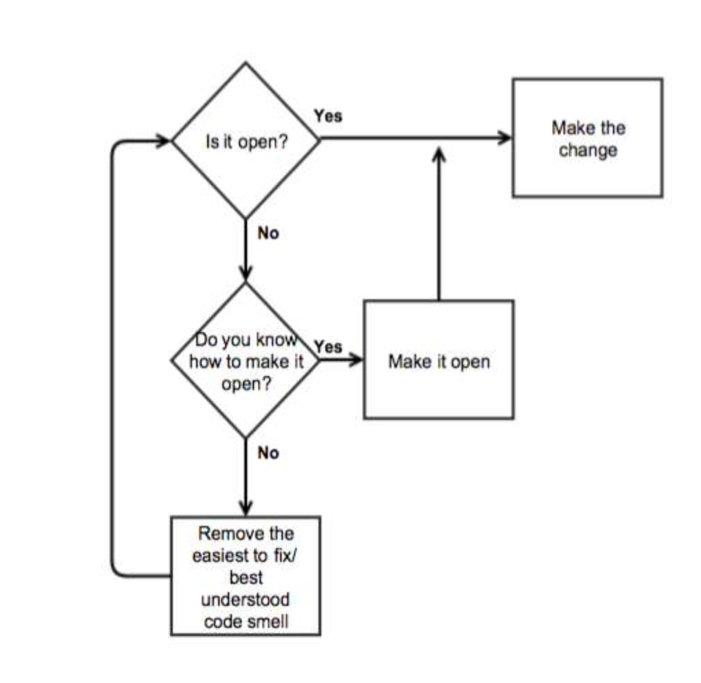 Yes
Is it open?
Make the
change
No
Do you know
how to make it
open?
Yes
Make it open
No
Remove the
easiest to fix/
best
understood
code smell